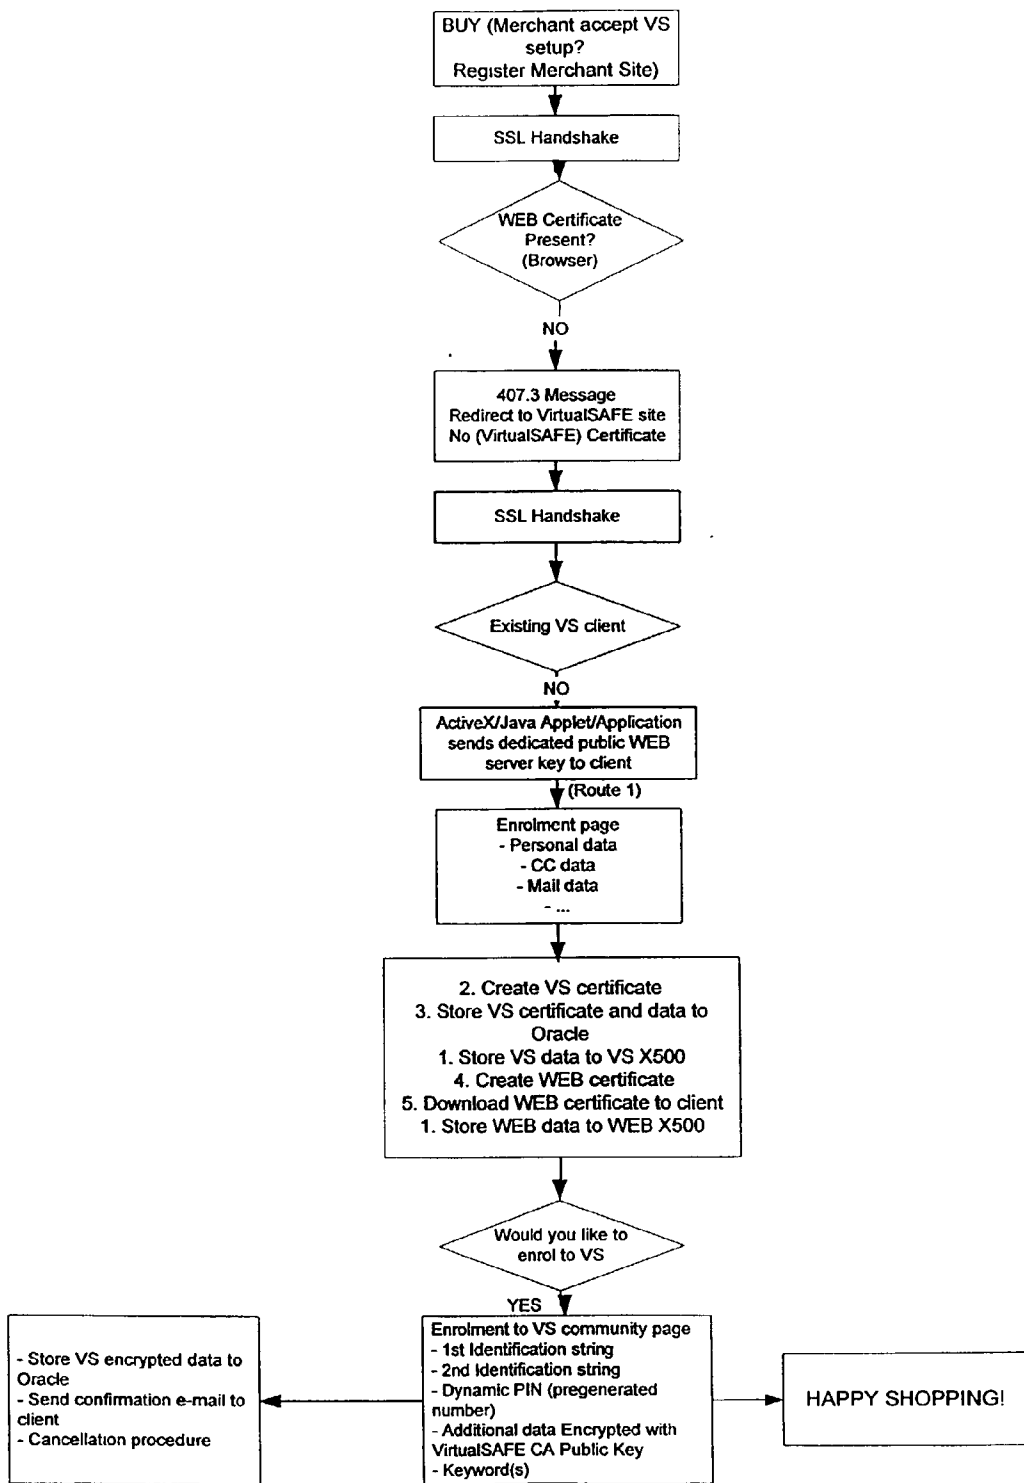 BUY (Merchant accept VS
setup?
Register Merchant Site)
SSL Handshake
WEB Certificate
Present?
(Browser)
NO
407.3 Message
Redirect to VirtualSAFE site
No (VirtualSAFE) Certificate
SSL Handshake
Existing VS client
NO
ActiveX/Java Applet/Application
sends dedicated public WEB
server key to client
(Route 1)
Enrolment page
- Personal data
- CC data
- Mail data
- ...
2. Create VS certificate
3. Store VS certificate and data to
Oracle
1. Store VS data to VS X500
4. Create WEB certificate
5. Download WEB certificate to client
1. Store WEB data to WEB X500
Would you like to
enrol to VS
YES
- Store VS encrypted data to
Oracle
- Send confirmation e-mail to
client
- Cancellation procedure
Enrolment to VS community page
- 1st Identification string
- 2nd Identification string
- Dynamic PIN (pregenerated
number)
- Additional data Encrypted with
VirtualSAFE CA Public Key
- Keyword(s)
HAPPY SHOPPING!